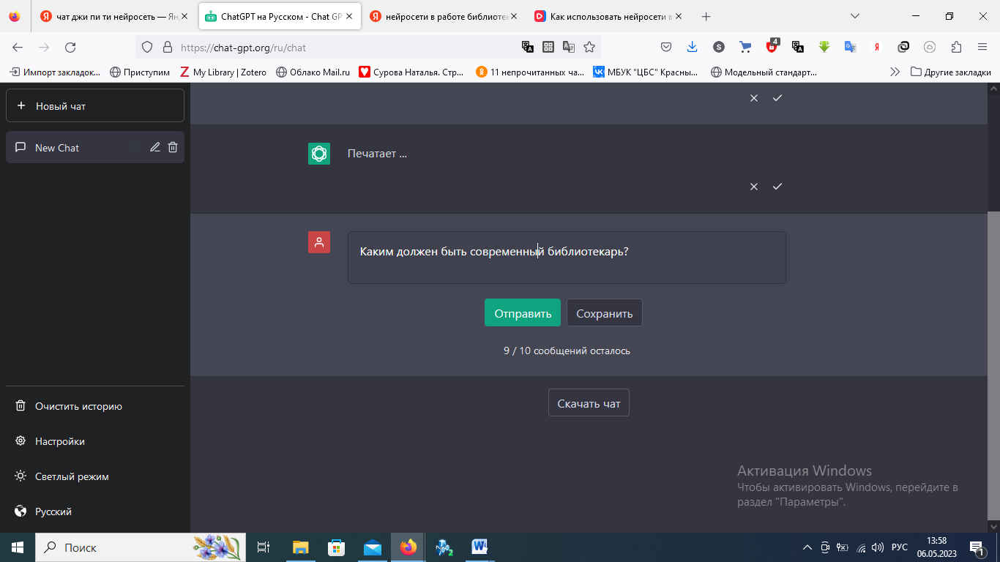 чат джи пи ти нейросеть — Ян
ChatGPT на Русском - Chat GP
нейросети в работе библиотек
Как использовать нейросети в
https://chat-gpt.org/ru/chat
4
Импорт закладок...
Приступим
My Library | Zotero
Облако Mail.ru
Сурова Наталья. Стр...
11 непрочитанных ча...
МБУК "ЦБС" Красны...
Модельный стандарт...
Другие закладки
Новый чат
New Chat
Печатает ...
Каким должен быть современный библиотекарь?
Отправить
Сохранить
9 / 10 сообщений осталось
Скачать чат
Очистить историю
Настройки
Светлый режим
Русский
Активация Windows
Чтобы активировать Windows, перейдите в
раздел "Параметры".
Поиск
РУС
13:58
06.05.2023
1